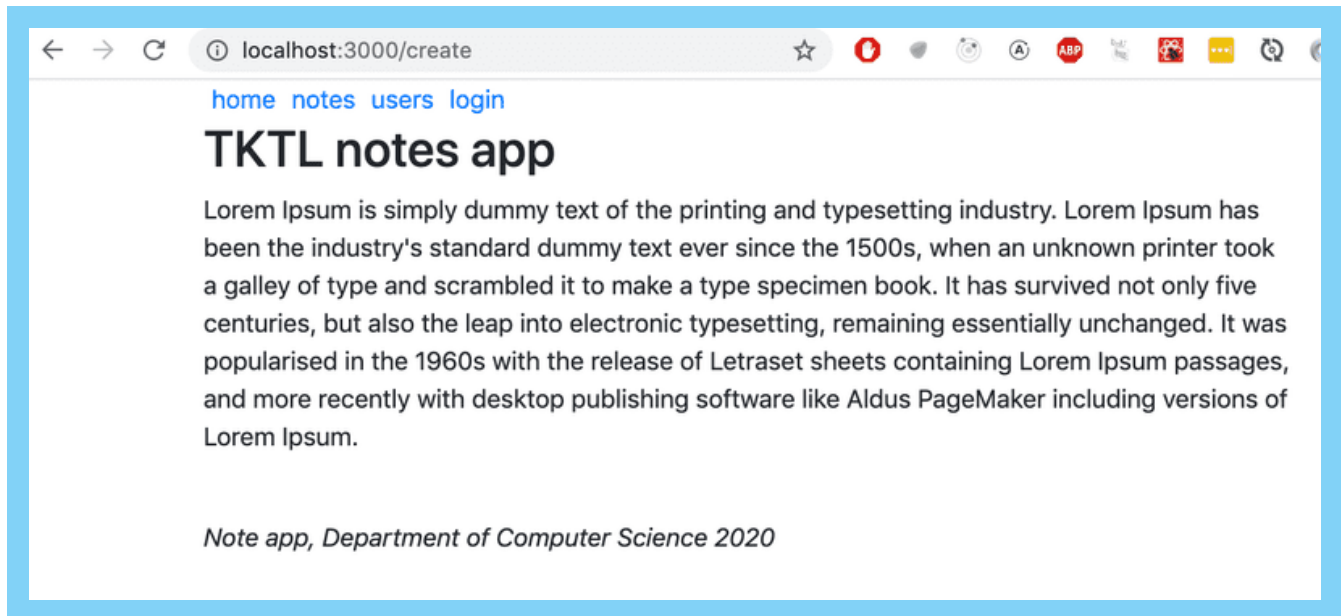 localhost:3000/create
ABP
home notes users login
TKTL notes app
Lorem Ipsum is simply dummy text of the printing and typesetting industry. Lorem Ipsum has
been the industry's standard dummy text ever since the 1500s, when an unknown printer took
a galley of type and scrambled it to make a type specimen book. It has survived not only five
centuries, but also the leap into electronic typesetting, remaining essentially unchanged. It was
popularised in the 1960s with the release of Letraset sheets containing Lorem Ipsum passages,
and more recently with desktop publishing software like Aldus PageMaker including versions of
Lorem Ipsum.
Note app, Department of Computer Science 2020